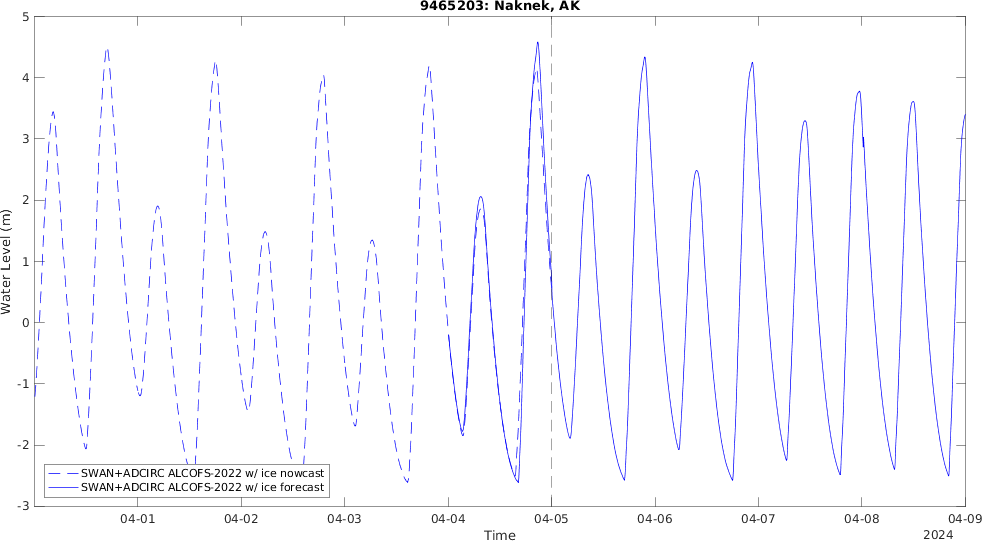 9465203: Naknek, AK
Water Level (m)
5
4
3
2
1
0
-1
-2
-3
SWAN+ADCIRC ALCOFS-2022 w/ ice nowcast
SWAN+ADCIRC ALCOFS-2022 w/ ice forecast
04-01 04-02 04-03 04-04 04-05 04-06 04-07 04-08 04-09
Time
2024